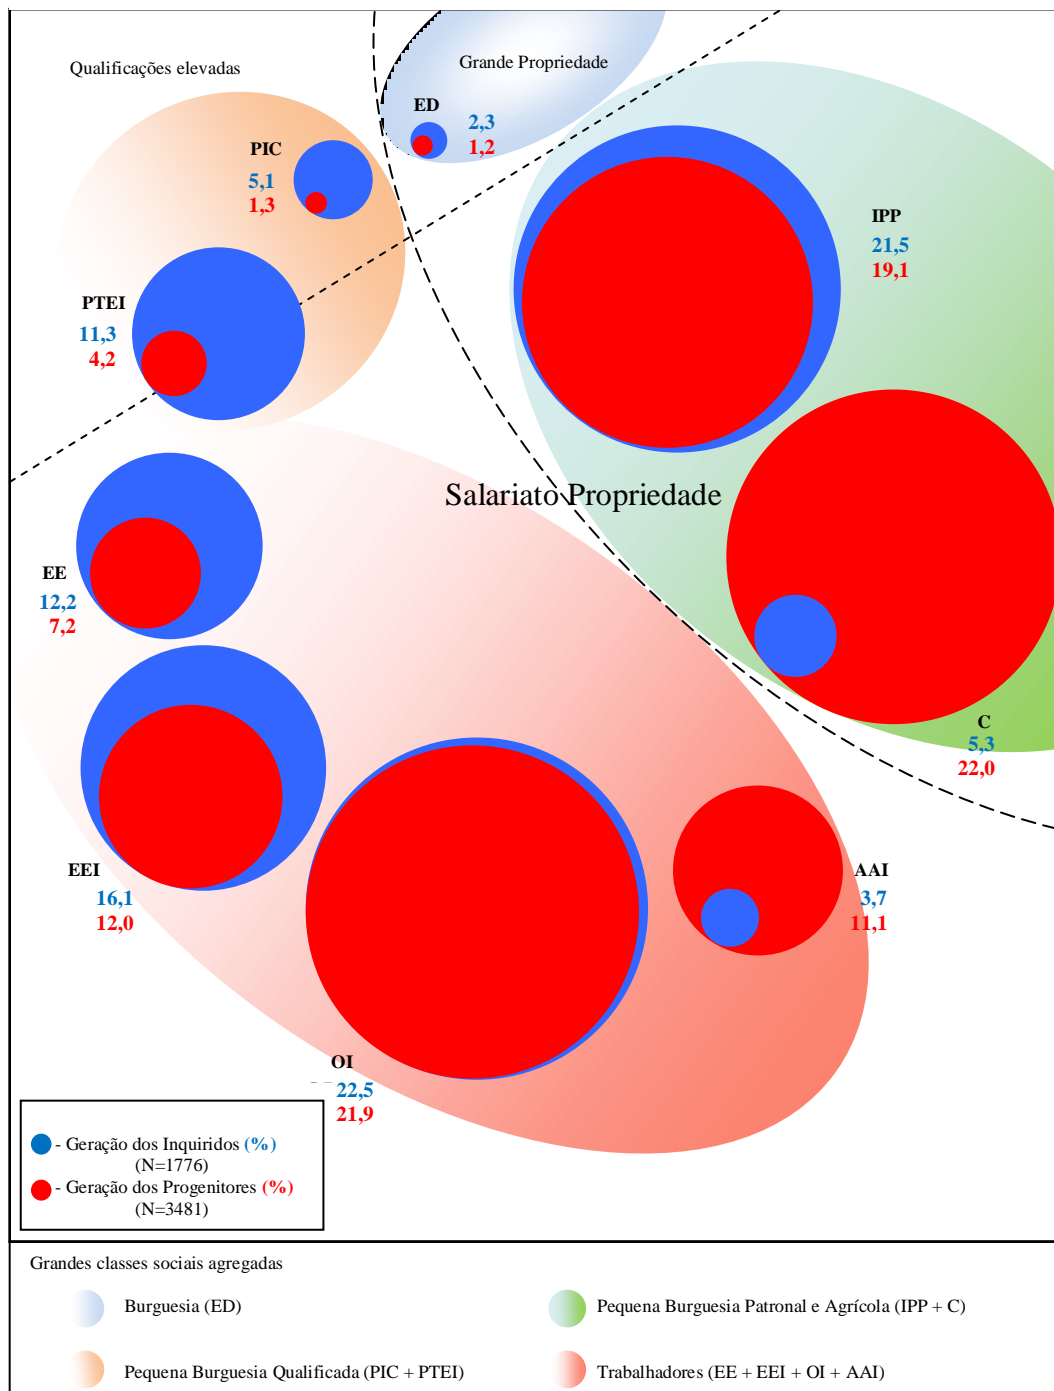 Qualificações elevadas
Grande Propriedade
ED
2,3
1,2
PIC
5,1
1,3
IPP
21,5
19,1
PTEI
11,3
4,2
Salariato Propriedade
EE
12,2
7,2
C
5,3
22,0
EEI
16,1
12,0
AAI
3,7
11,1
OI
22,5
21,9
- Geração dos Inquiridos (%)
(N=1776)
- Geração dos Progenitores (%)
(N=3481)
Grandes classes sociais agregadas
Burguesia (ED)
Pequena Burguesia Patronal e Agrícola (IPP + C)
Pequena Burguesia Qualificada (PIC + PTEI)
Trabalhadores (EE + EEI + OI + AAI)